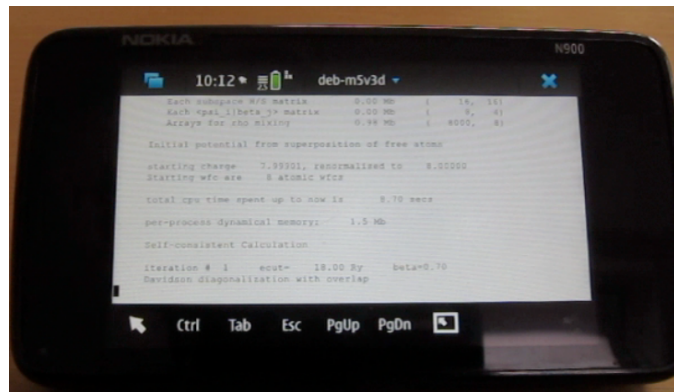 NOKIA
N900
10:12 deb-m5v3d
23
Each subspace H/S matrix 0.00 Mb ( 16, 16)
Each <psi_i|beta_j> matrix 0.00 Mb ( 8, 4)
Arrays for rho mixing 0.98 Mb ( 8000, 8)
Initial potential from superposition of free atoms
starting charge 7.99901, renormalised to 8.00000
Starting wfc are 8 atomic wfcs
total cpu time spent up to now is 8.70 secs
per-process dynamical memory: 1.5 Mb
Self-consistent Calculation
iteration # 1 ecut= 18.00 Ry beta=0.70
Davidson diagonalization with overlap
Ctrl Tab Esc PgUp PgDn